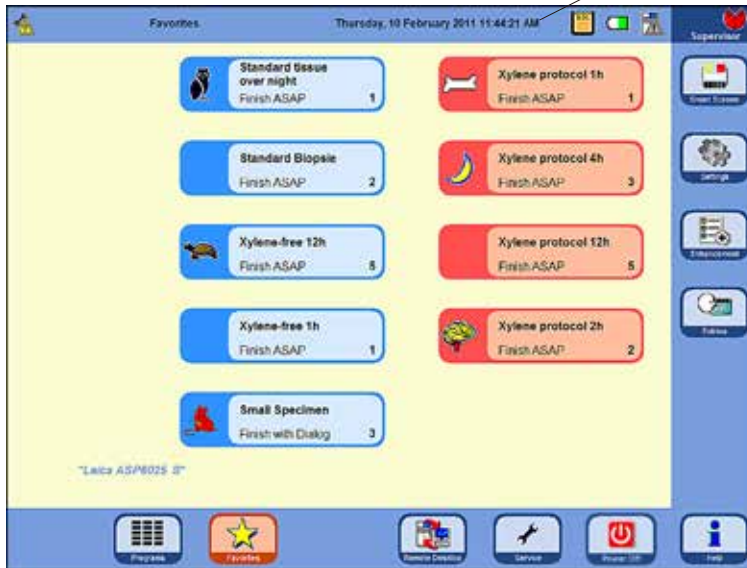 Favorites
Thursday, 10 February 2011 11:44:21 AM
Supervisor
Standard tissue
over night
Finish ASAP 1
Xylene protocol 1h
Finish ASAP 1
Smart Screen
Standard Biopsie
Finish ASAP 2
Xylene protocol 4h
Finish ASAP 3
Settings
Xylene-free 12h
Finish ASAP 5
Xylene protocol 12h
Finish ASAP 5
Xylene-free 1h
Finish ASAP 1
Xylene protocol 2h
Finish ASAP 2
Small Specimen
Finish with Dialog 3
"Leica ASP6025 S"
Programs
Favorites
Remote Desktop
Service
Power Off
Help